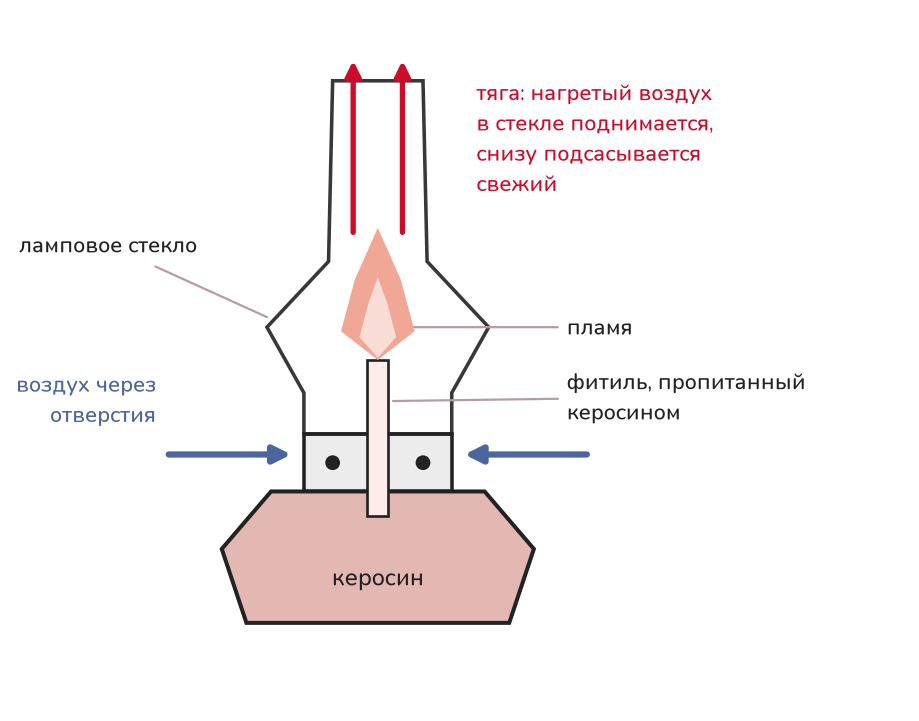 тяга: нагретый воздух
в стекле поднимается,
снизу подсасывается
свежий
ламповое стекло
пламя
воздух через
отверстия
фитиль, пропитанный
керосином
керосин